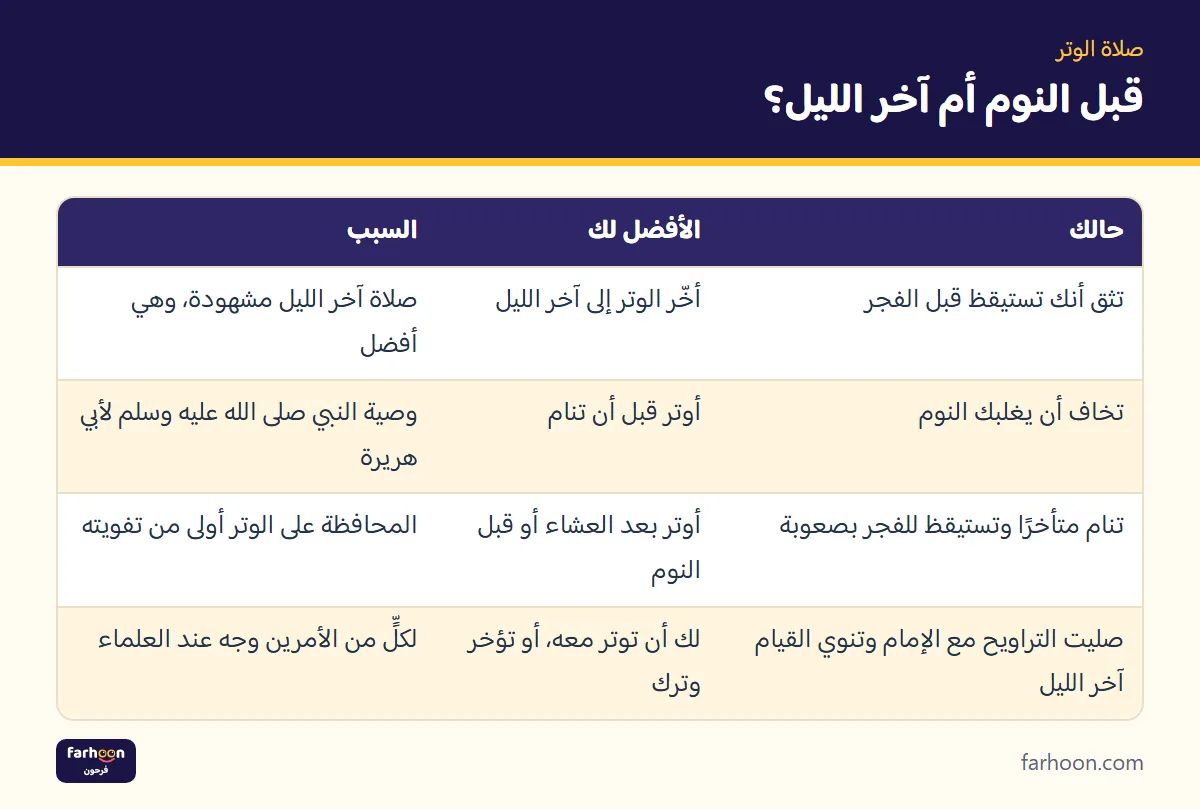 صلاة الوتر
قبل النوم أم آخر الليل؟
حالك
الأفضل لك
السبب
تثق أنك تستيقظ قبل الفجر
أخّر الوتر إلى آخر الليل
صلاة آخر الليل مشهودة، وهي
أفضل
تخاف أن يغلبك النوم
أوتر قبل أن تنام
وصية النبي صلى الله عليه وسلم لأبي
هريرة
تنام متأخرًا وتستيقظ للفجر بصعوبة
أوتر بعد العشاء أو قبل
النوم
المحافظة على الوتر أولى من تفويته
صليت التراويح مع الإمام وتنوي القيام
آخر الليل
لك أن توتر معه، أو تؤخر
وترك
لكلٍّ من الأمرين وجه عند العلماء
farhoon.com
farhoon
فرحون